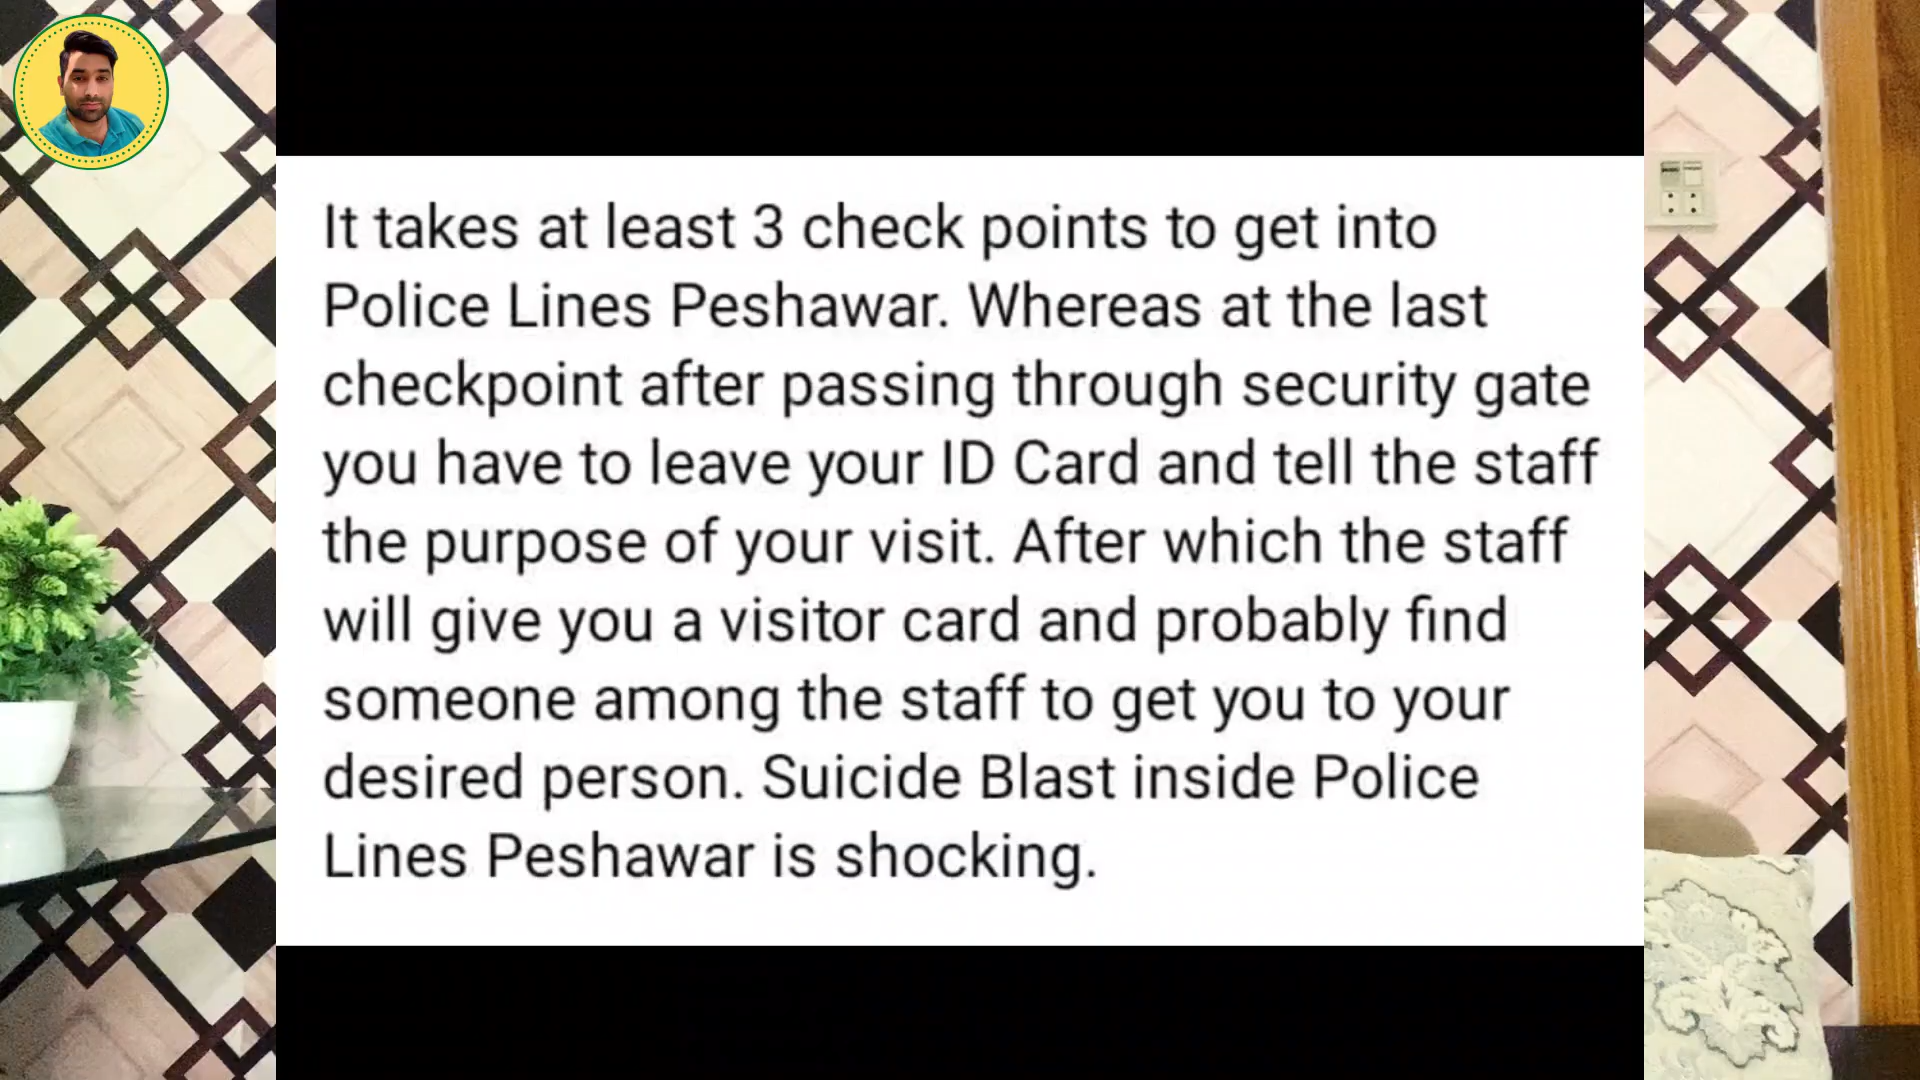 It takes at least 3 check points to get into
Police Lines Peshawar. Whereas at the last
checkpoint after passing through security gate
you have to leave your ID Card and tell the staff
the purpose of your visit. After which the staff
will give you a visitor card and probably find
someone among the staff to get you to your
desired person. Suicide Blast inside Police
Lines Peshawar is shocking.